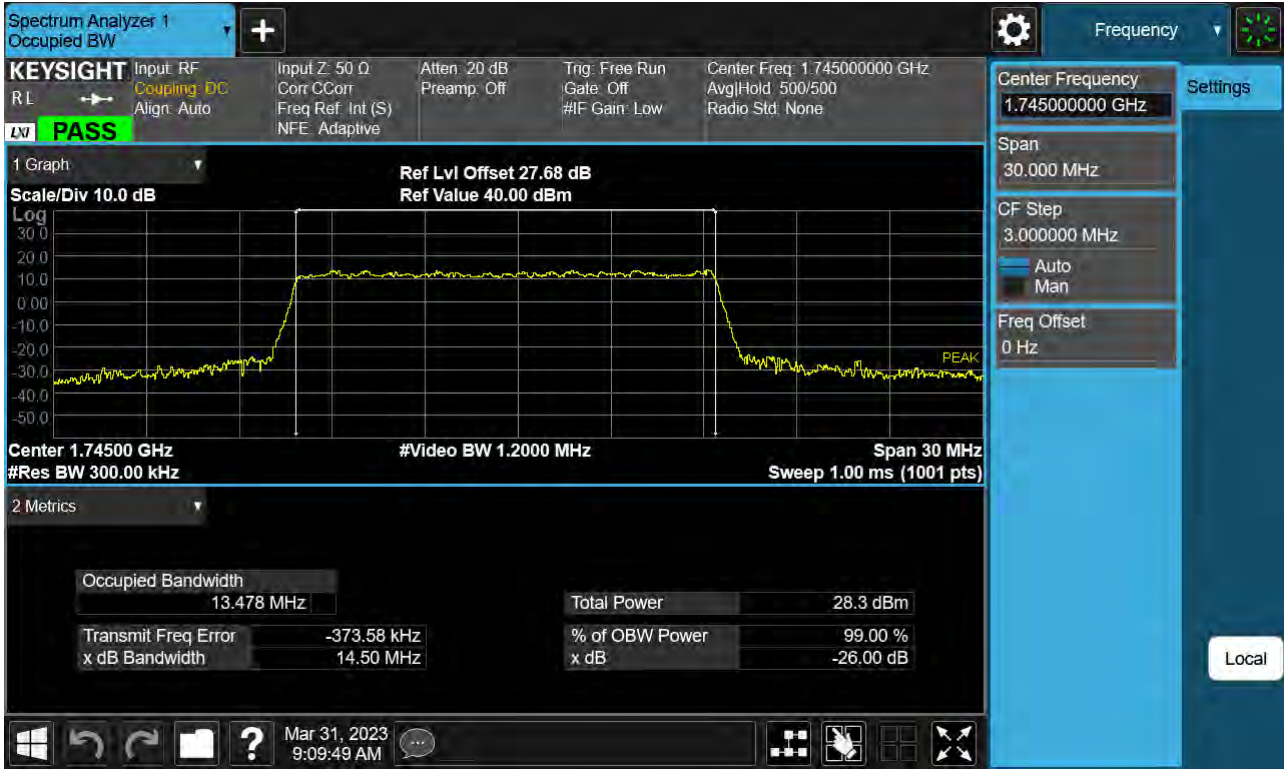 Spectrum Analyzer 1
Occupied BW
Frequency
KEYSIGHT
RL
LXI PASS
Input: RF
Coupling: DC
Align: Auto
Input Z: 50 Ω
Corr CCorr
Freq Ref: Int (S)
NFE: Adaptive
Atten: 20 dB
Preamp: Off
Trig: Free Run
Gate: Off
#IF Gain: Low
Center Freq: 1.745000000 GHz
Avg|Hold: 500/500
Radio Std: None
Center Frequency
1.745000000 GHz
Settings
Span
30.000 MHz
CF Step
3.000000 MHz
Auto
Man
Freq Offset
0 Hz
1 Graph
Scale/Div 10.0 dB
Ref Lvl Offset 27.68 dB
Ref Value 40.00 dBm
Log
30.0
20.0
10.0
0.00
-10.0
-20.0
-30.0
-40.0
-50.0
PEAK
Center 1.74500 GHz
#Video BW 1.2000 MHz
Span 30 MHz
#Res BW 300.00 kHz
Sweep 1.00 ms (1001 pts)
2 Metrics
Occupied Bandwidth
13.478 MHz
Total Power 28.3 dBm
Transmit Freq Error -373.58 kHz
% of OBW Power 99.00 %
x dB Bandwidth 14.50 MHz
x dB -26.00 dB
Local
?
Mar 31, 2023
9:09:49 AM